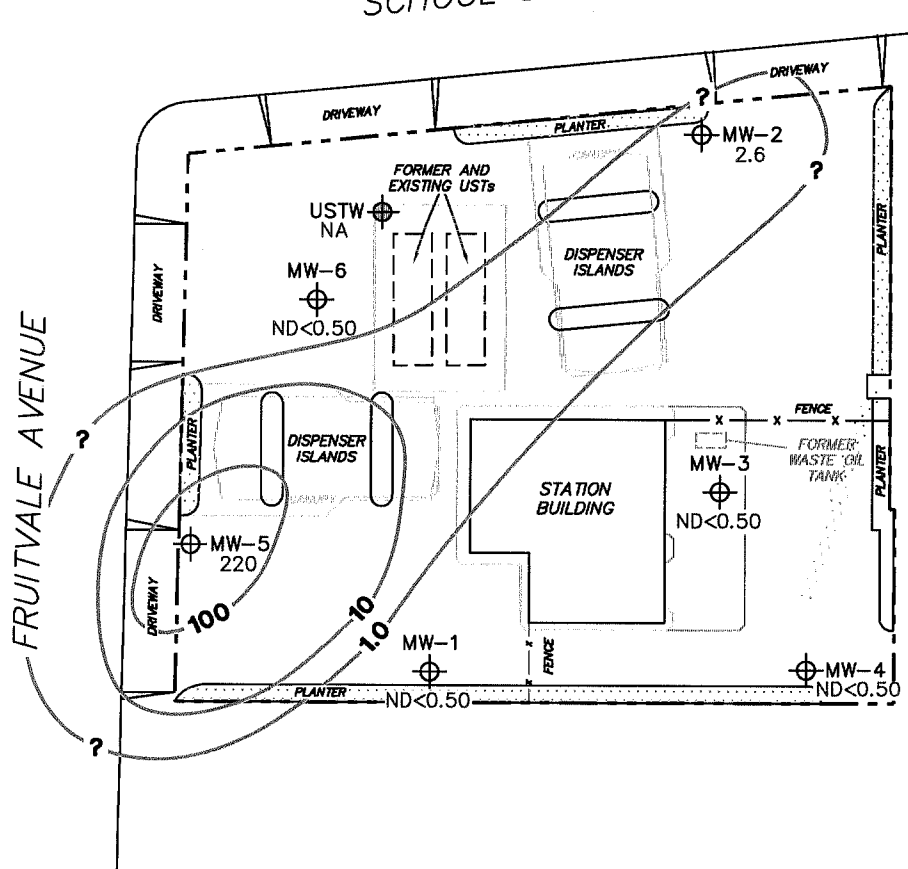 SCHOOL
DRIVEWAY
DRIVEWAY
?
PLANTER
MW-2
2.6
?
FORMER AND
EXISTING USTs
CANOPY
USTW
NA
PLANTER
DISPENSER
ISLANDS
MW-6
ND<0.50
DRIVEWAY
FRUITVALE AVENUE
?
PLANTER
DISPENSER
ISLANDS
CANOPY
x
x
FENCE
x
FORMER
WASTE OIL
TANK
PLANTER
MW-3
ND<0.50
STATION
BUILDING
MW-5
220
DRIVEWAY
100
10
1.0
MW-1
ND<0.50
x
FENCE
x
MW-4
ND<0.50
PLANTER
?